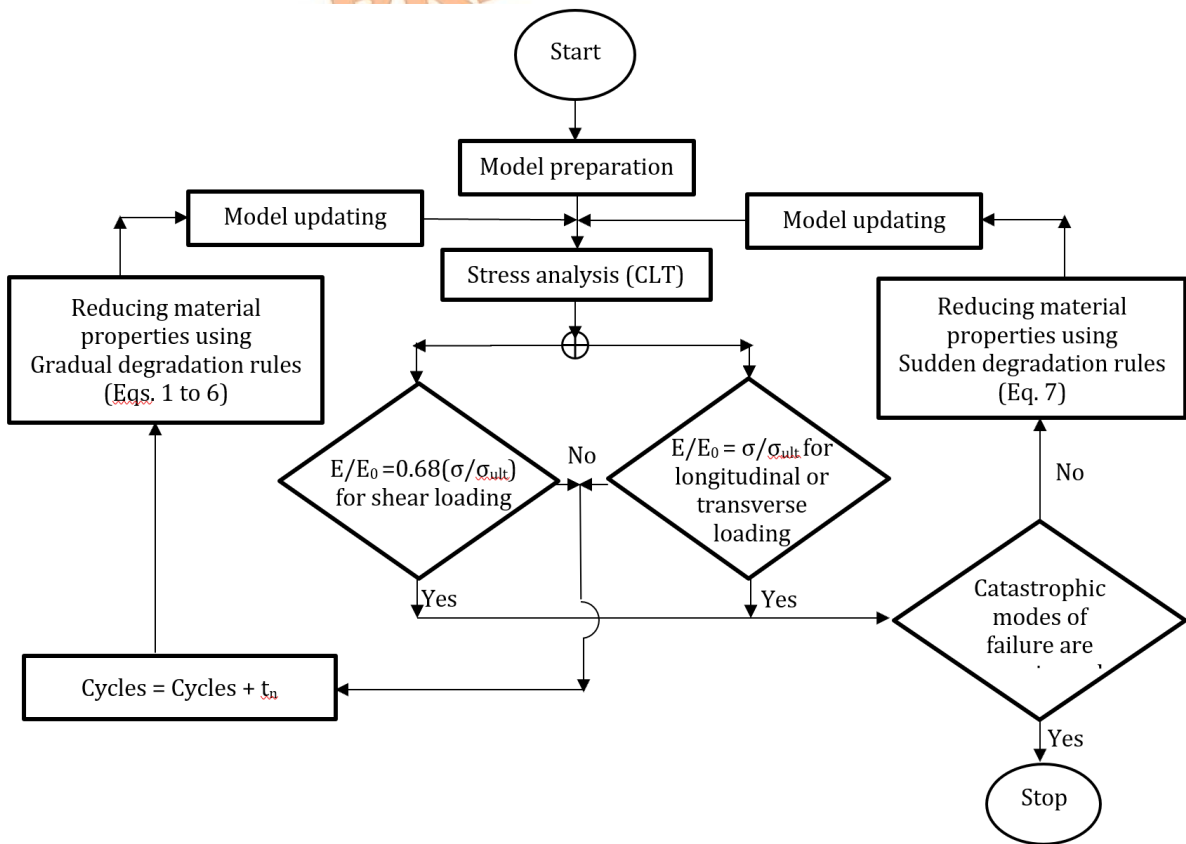 Start
Model preparation
Model updating
Model updating
Stress analysis (CLT)
Reducing material
properties using
Gradual degradation rules
(Eqs. 1 to 6)
Reducing material
properties using
Sudden degradation rules
(Eq. 7)
E/E₀ =0.68(σ/σᵤₗₜ)
for shear loading
No
E/E₀ = σ/σᵤₗₜ for
longitudinal or
transverse
loading
No
Yes
Yes
Catastrophic
modes of
failure are
Cycles = Cycles + tₙ
Yes
Stop